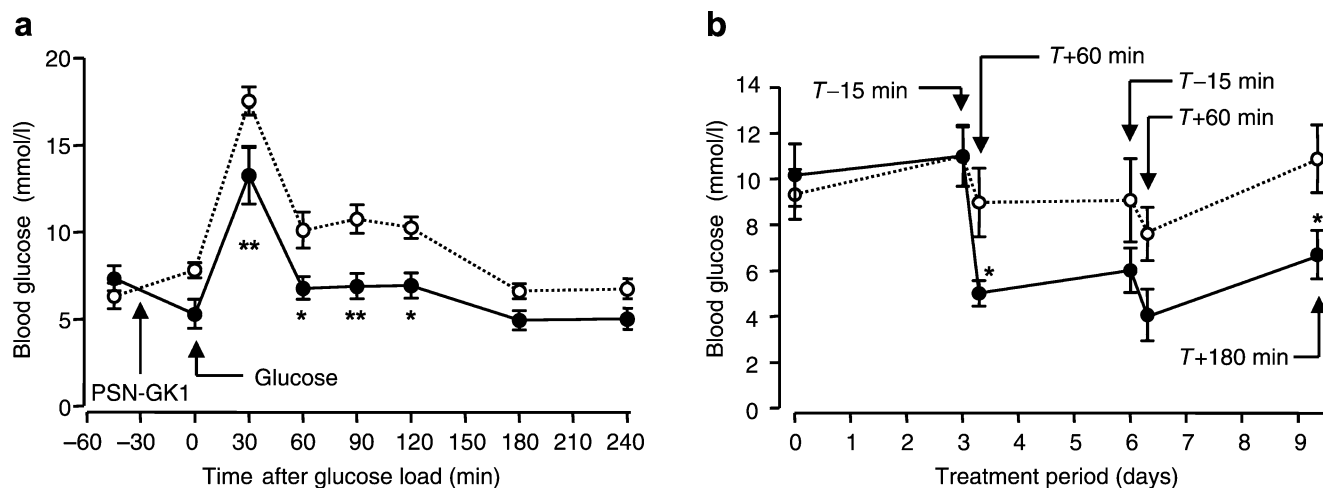 a
20
15
10
5
0
Blood glucose (mmol/l)
**
*
**
*
PSN-GK1
Glucose
−60 −30 0 30 60 90 120 150 180 210 240
Time after glucose load (min)
b
14
12
10
8
6
4
2
0
Blood glucose (mmol/l)
T−15 min
T+60 min
T−15 min
T+60 min
*
*
T+180 min
0 1 2 3 4 5 6 7 8 9
Treatment period (days)